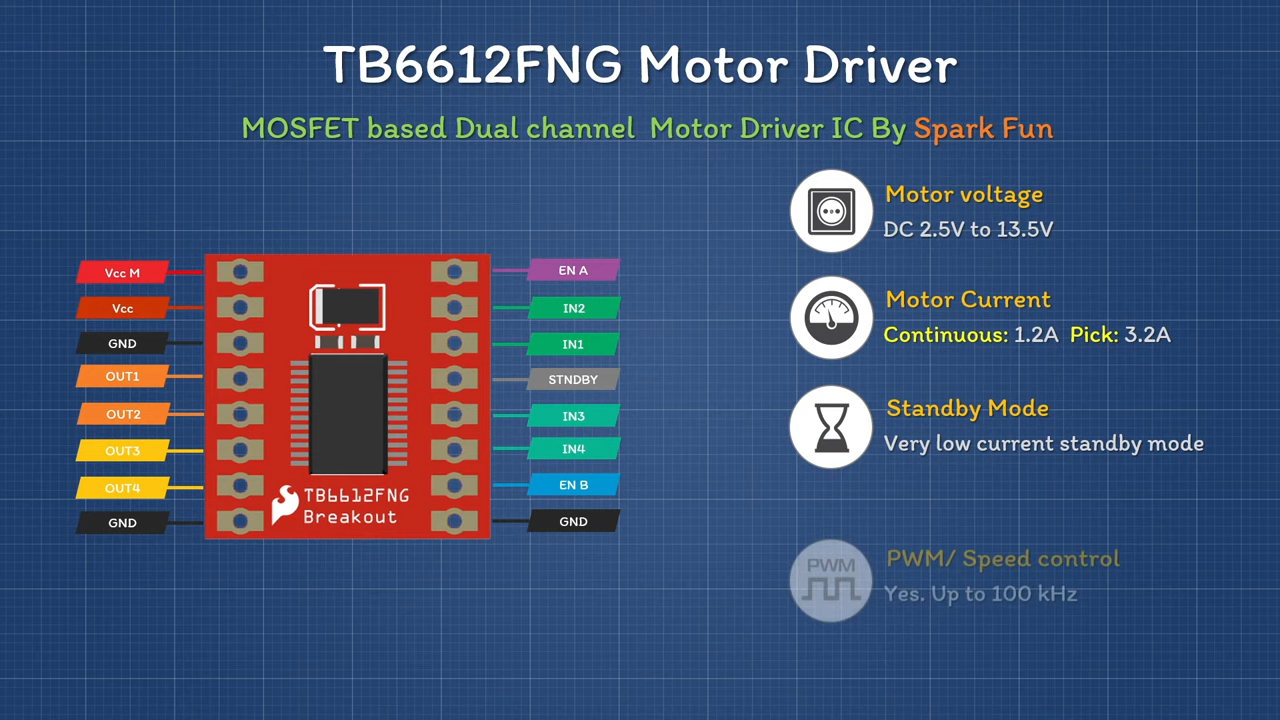 TB6612FNG Motor Driver
MOSFET based Dual channel Motor Driver IC By Spark Fun
Vcc M
Vcc
GND
OUT1
OUT2
OUT3
OUT4
GND
TB6612FNG
Breakout
EN A
IN2
IN1
STNDBY
IN3
IN4
EN B
GND
Motor voltage
DC 2.5V to 13.5V
Motor Current
Continuous: 1.2A Pick: 3.2A
Standby Mode
Very low current standby mode
PWM
PWM/ Speed control
Yes. Up to 100 kHz